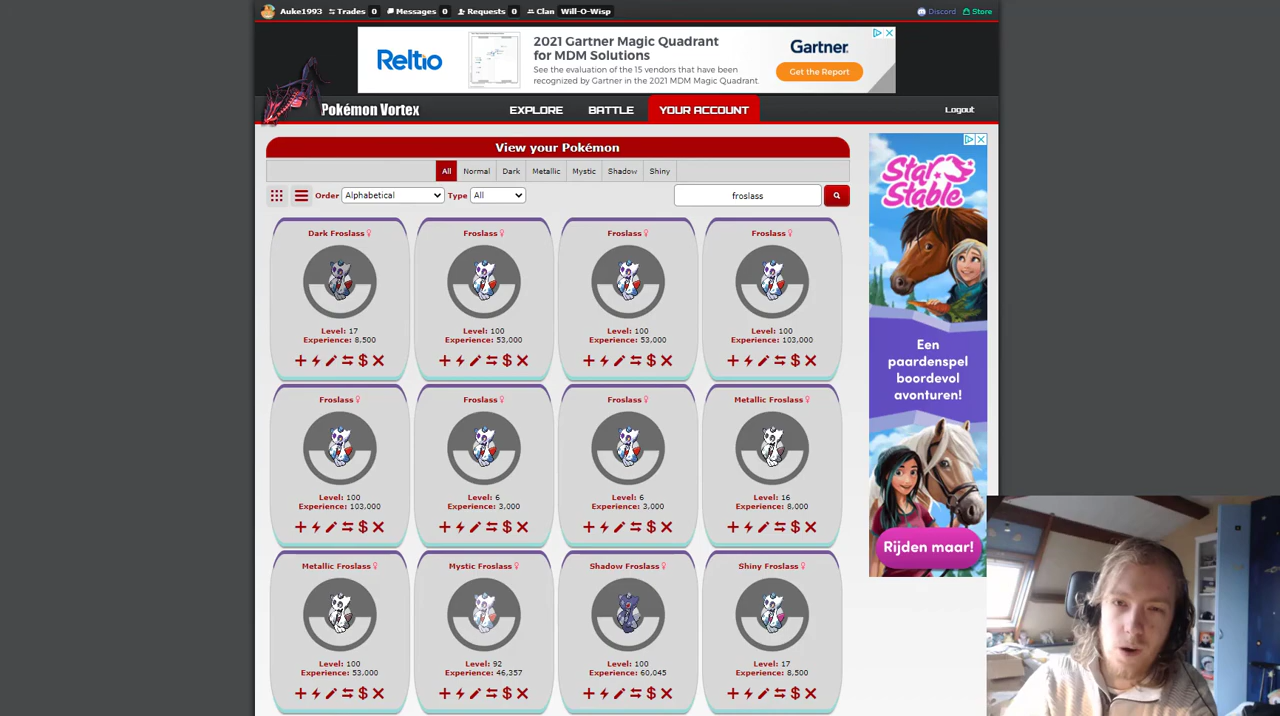 Auke1993 Trades 0 Messages 0 Requests 0 Clan Will-O-Wisp Discord Store
Reltio
2021 Gartner Magic Quadrant
for MDM Solutions
See the evaluation of the 15 vendors that have been
recognized by Gartner in the 2021 MDM Magic Quadrant.
Gartner.
Get the Report
Pokémon Vortex EXPLORE BATTLE YOUR ACCOUNT Logout
View your Pokémon
All Normal Dark Metallic Mystic Shadow Shiny
Order Alphabetical Type All froslass
Dark Froslass♀ Froslass♀ Froslass♀ Froslass♀
Level: 17 Level: 100 Level: 100 Level: 100
Experience: 8,500 Experience: 53,000 Experience: 53,000 Experience: 103,000
Froslass♀ Froslass♀ Froslass♀ Metallic Froslass♀
Level: 100 Level: 6 Level: 6 Level: 16
Experience: 103,000 Experience: 3,000 Experience: 3,000 Experience: 8,000
Metallic Froslass♀ Mystic Froslass♀ Shadow Froslass♀ Shiny Froslass♀
Level: 100 Level: 92 Level: 100 Level: 17
Experience: 53,000 Experience: 46,357 Experience: 60,045 Experience: 8,500
Star
Stable
Een
paardenspel
boordevol
avonturen!
Rijden maar!